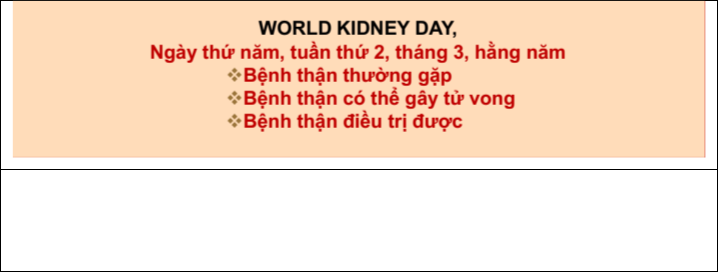 WORLD KIDNEY DAY,
Ngày thứ năm, tuần thứ 2, tháng 3, hằng năm
❖Bệnh thận thường gặp
❖Bệnh thận có thể gây tử vong
❖Bệnh thận điều trị được